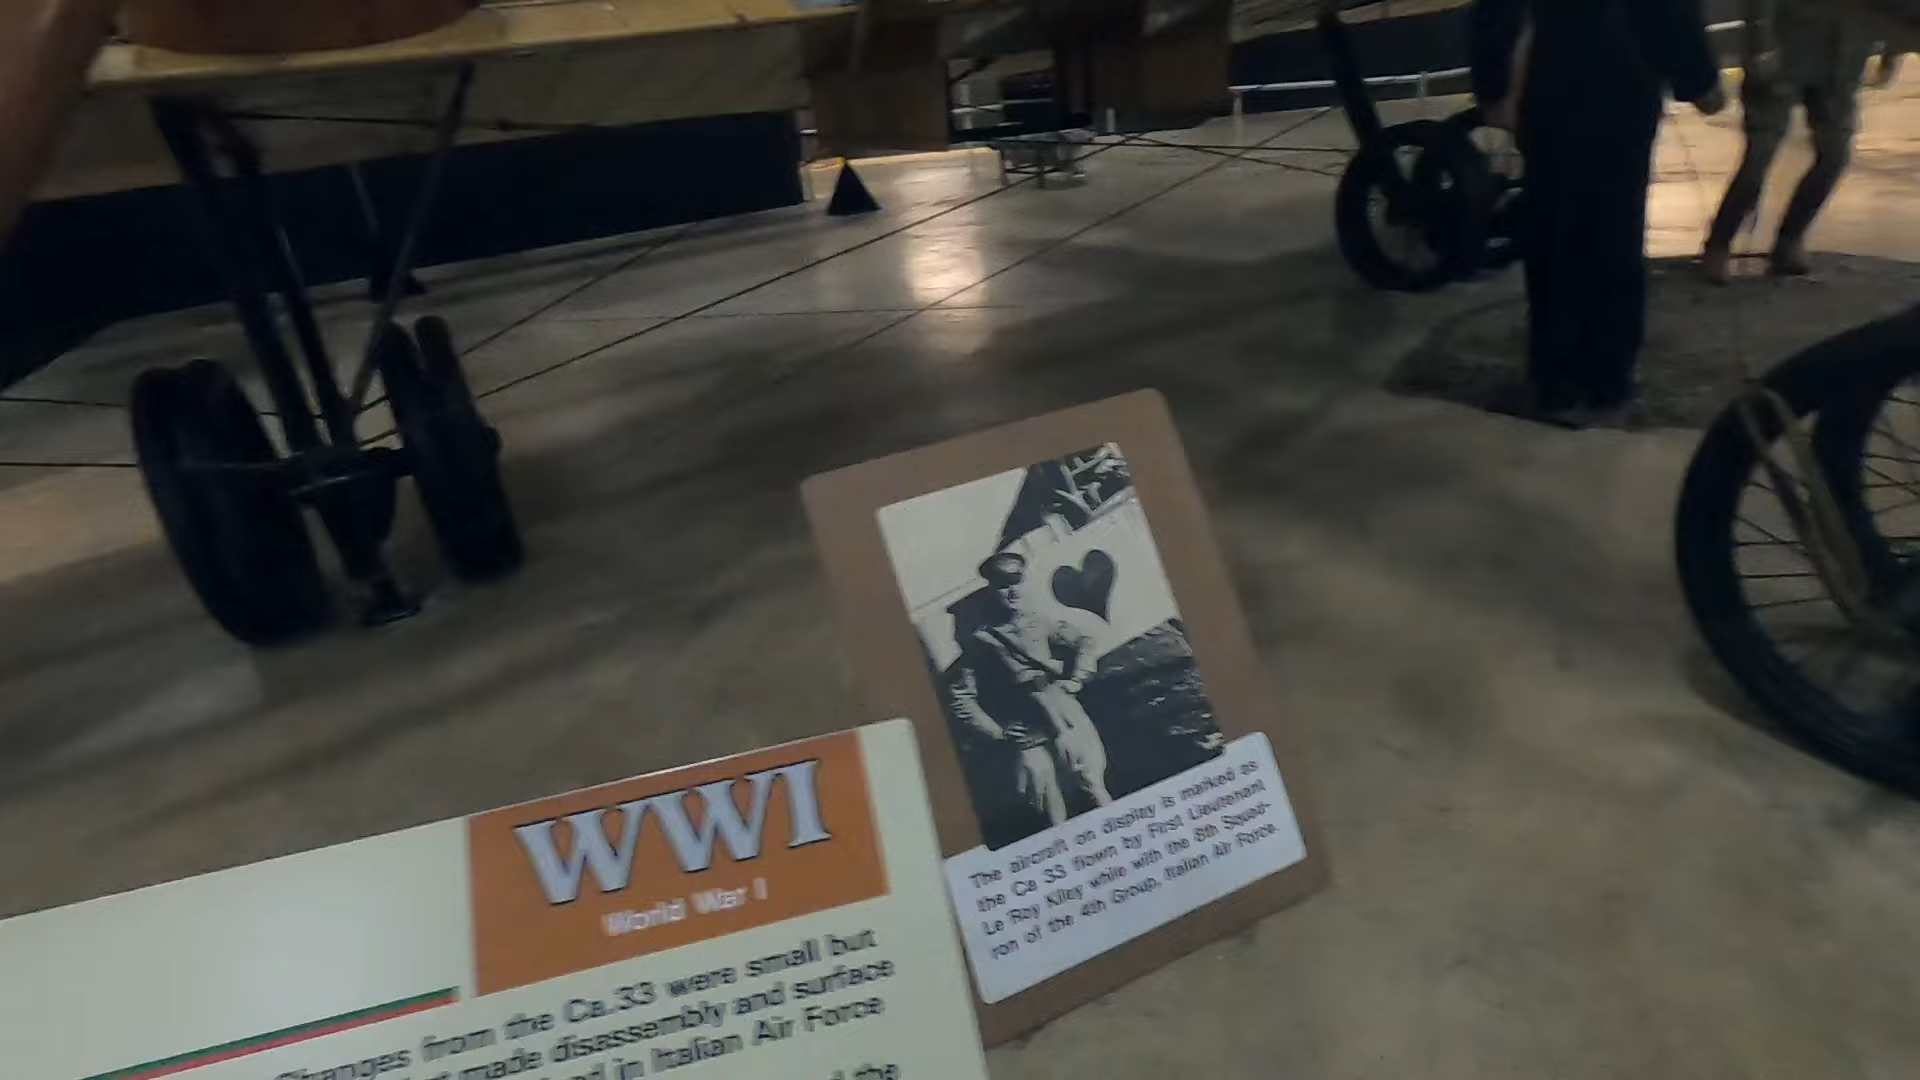 The aircraft on display is marked as
the Ca 33 flown by First Lieutenant
Le Roy Kiley while with the 8th Squad-
ron of the 4th Group, Italian Air Force.
WWI
World War I
Changes from the Ca.33 were small but
made disassembly and surface
in Italian Air Force
the